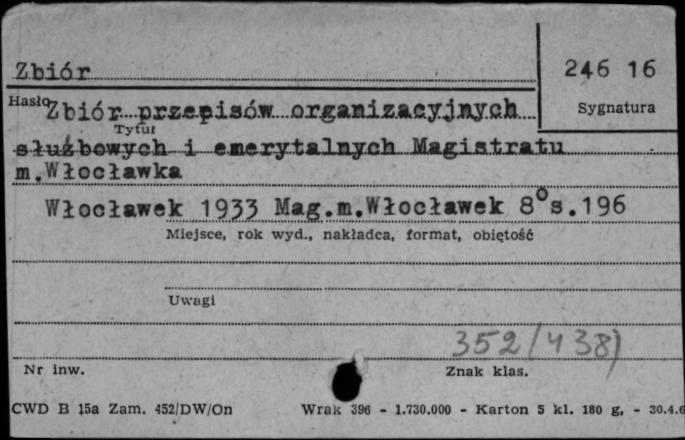 Zbiór
246 16
Hasło
Sygnatura
Zbiór przepisów organizacyjnych
Tytuł
służbowych i emerytalnych Magistratu
m.Włocławka
Włocławek 1933 Mag.m.Włocławek 8° s.196
Miejsce, rok wyd., nakładca, format, objętość
Uwagi
352/438)
Nr inw.
Znak klas.
CWD B 15a Zam. 452/DW/On Wrak 396 - 1.730.000 - Karton 5 kl. 180 g, - 30.4.6